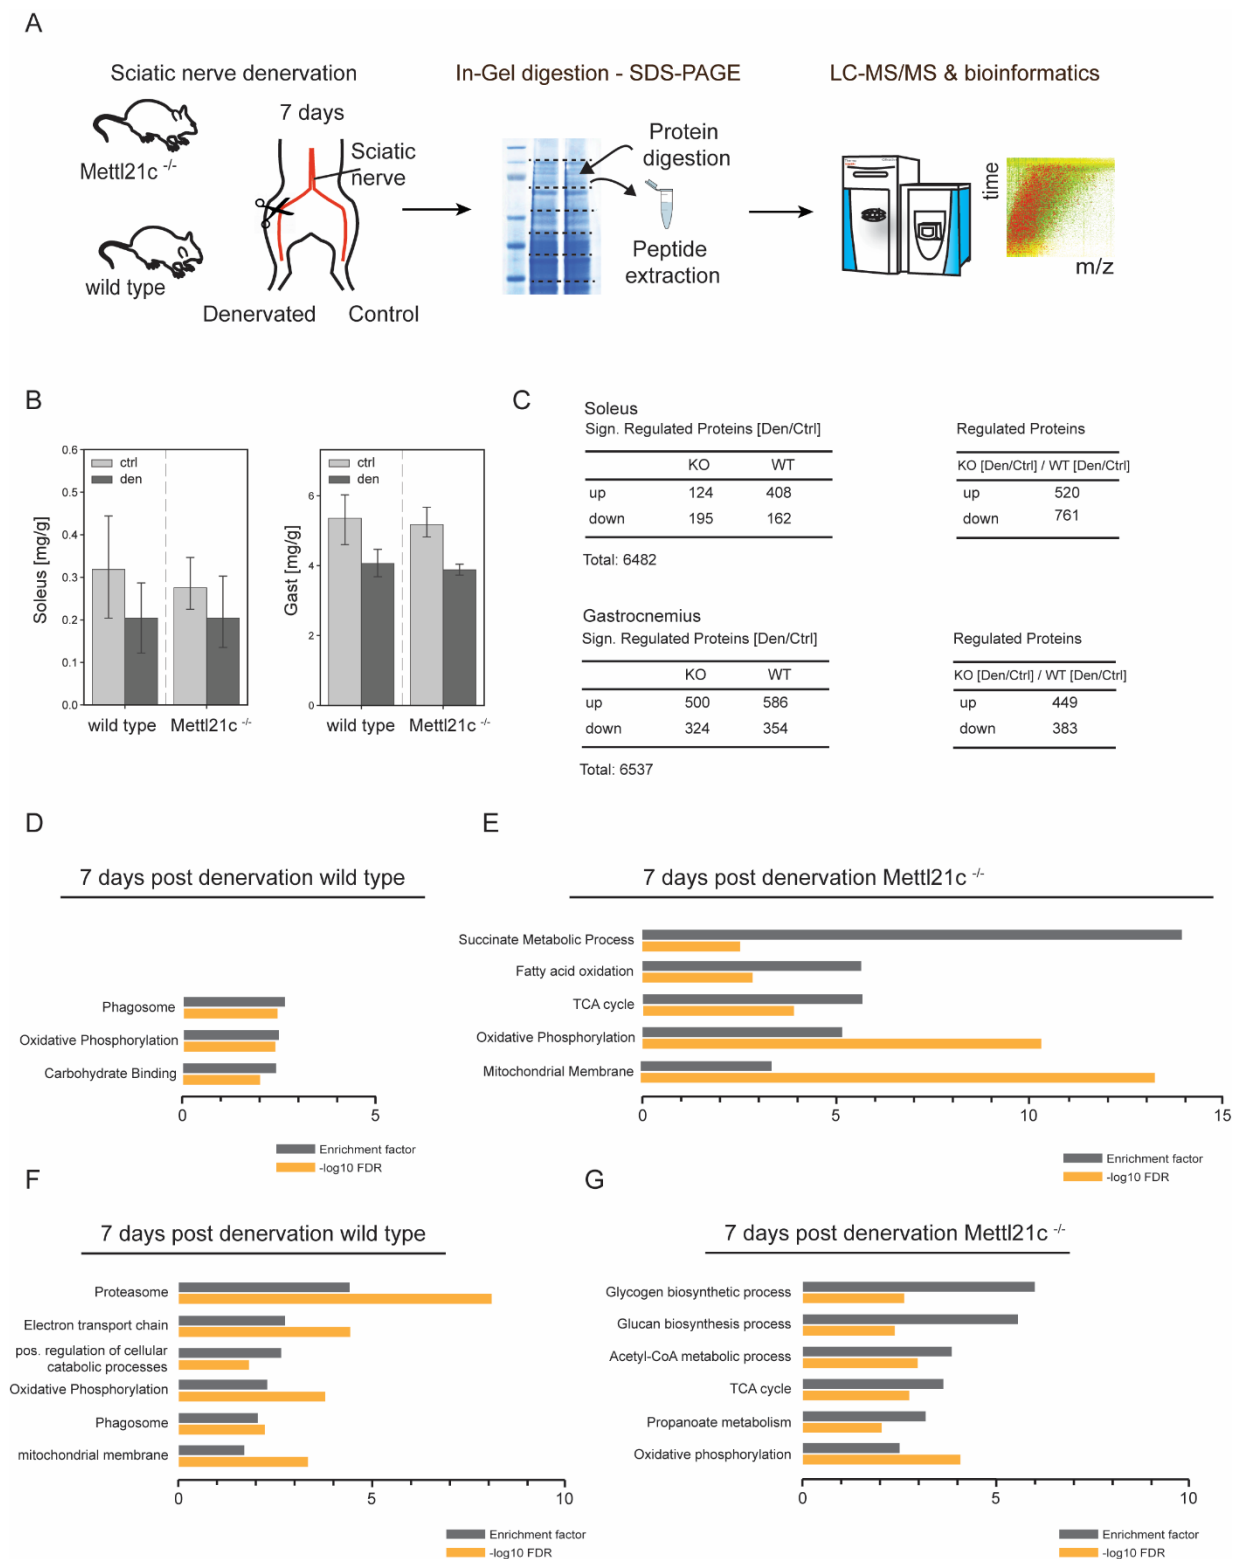 A
Sciatic nerve denervation
In-Gel digestion - SDS-PAGE
LC-MS/MS & bioinformatics
7 days
Mettl21c -/-
Sciatic
nerve
wild type
Denervated
Control
Protein
digestion
Peptide
extraction
time
m/z
B
Soleus [mg/g]
0.6
0.5
0.4
0.3
0.2
0.1
0.0
ctrl
den
wild type
Mettl21c -/-
Gast [mg/g]
6
4
2
0
ctrl
den
wild type
Mettl21c -/-
C
Soleus
Sign. Regulated Proteins [Den/Ctrl]
KO WT
up 124 408
down 195 162
Total: 6482
Regulated Proteins
KO [Den/Ctrl] / WT [Den/Ctrl]
up 520
down 761
Gastrocnemius
Sign. Regulated Proteins [Den/Ctrl]
KO WT
up 500 586
down 324 354
Total: 6537
Regulated Proteins
KO [Den/Ctrl] / WT [Den/Ctrl]
up 449
down 383
D
7 days post denervation wild type
Phagosome
Oxidative Phosphorylation
Carbohydrate Binding
0 5
Enrichment factor
-log10 FDR
E
7 days post denervation Mettl21c -/-
Succinate Metabolic Process
Fatty acid oxidation
TCA cycle
Oxidative Phosphorylation
Mitochondrial Membrane
0 5 10 15
Enrichment factor
-log10 FDR
F
7 days post denervation wild type
Proteasome
Electron transport chain
pos. regulation of cellular
catabolic processes
Oxidative Phosphorylation
Phagosome
mitochondrial membrane
0 5 10
Enrichment factor
-log10 FDR
G
7 days post denervation Mettl21c -/-
Glycogen biosynthetic process
Glucan biosynthesis process
Acetyl-CoA metabolic process
TCA cycle
Propanoate metabolism
Oxidative phosphorylation
0 5 10
Enrichment factor
-log10 FDR